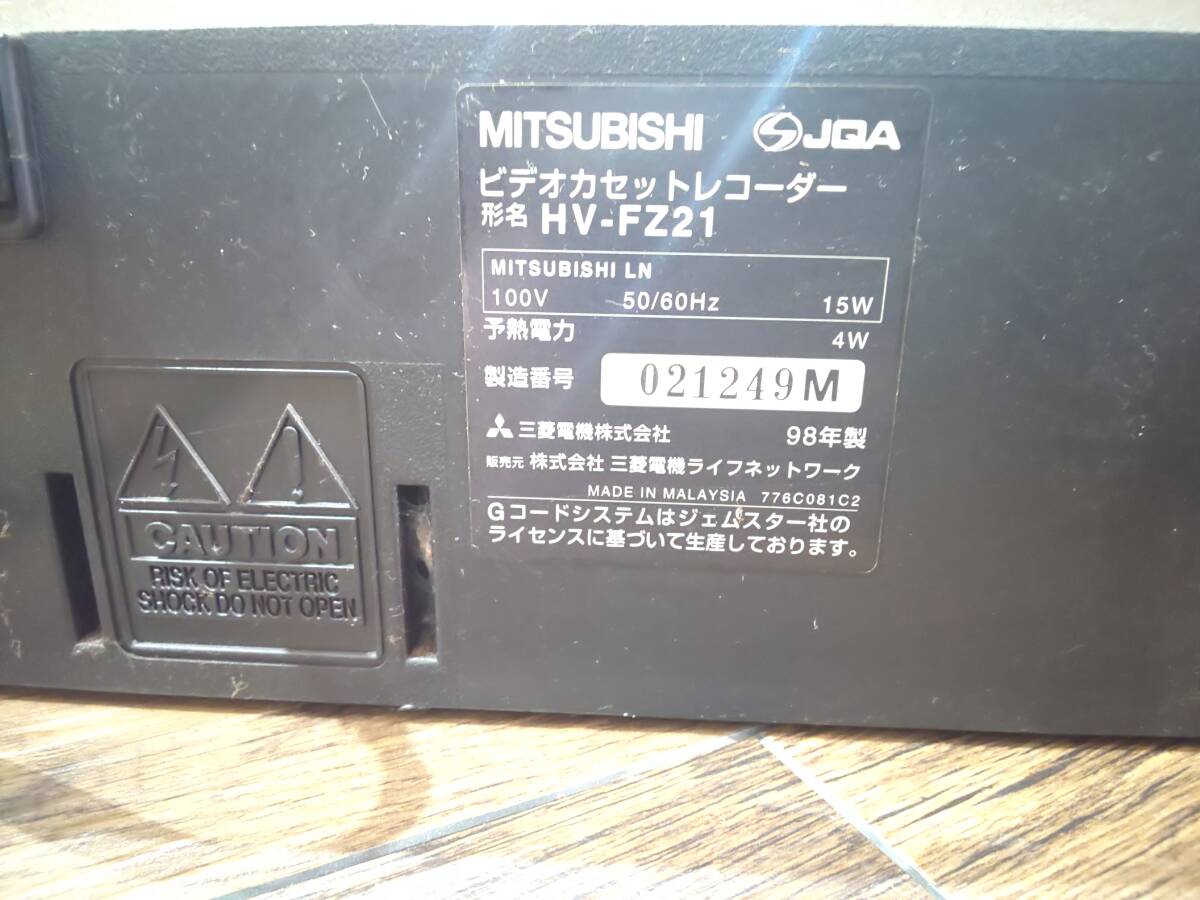 MITSUBISHI JQA
ビデオカセットレコーダー
形名 HV-FZ21
MITSUBISHI LN
100V 50/60Hz 15W
予熱電力 4W
製造番号 021249M
三菱電機株式会社 98年製
販売元 株式会社 三菱電機ライフネットワーク
MADE IN MALAYSIA 776C081C2
Gコードシステムはジェムスター社の
ライセンスに基づいて生産しております。
CAUTION
RISK OF ELECTRIC
SHOCK DO NOT OPEN